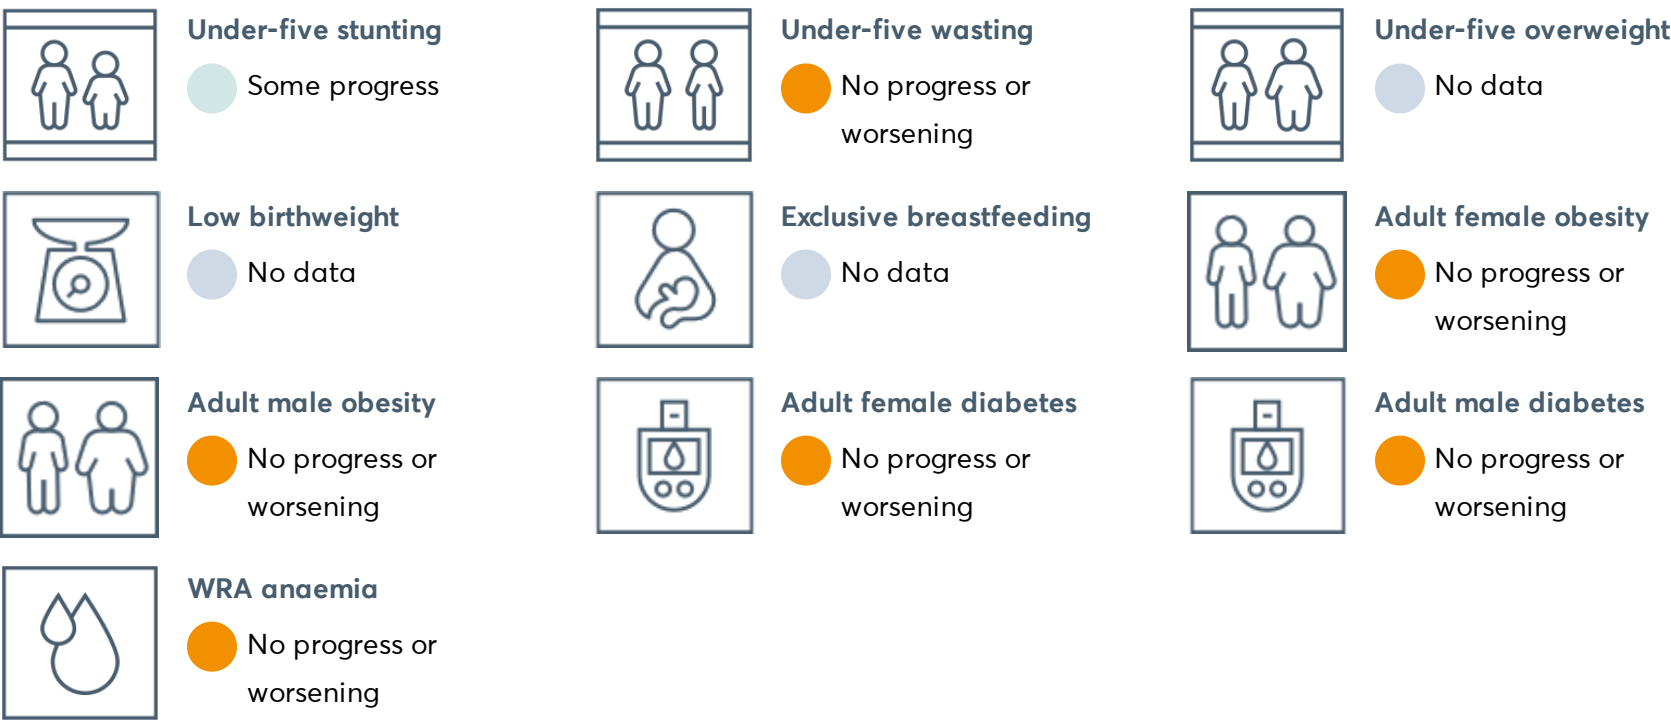 Under-five stunting
Some progress
Under-five wasting
No progress or
worsening
Under-five overweight
No data
Low birthweight
No data
Exclusive breastfeeding
No data
Adult female obesity
No progress or
worsening
Adult male obesity
No progress or
worsening
Adult female diabetes
No progress or
worsening
Adult male diabetes
No progress or
worsening
WRA anaemia
No progress or
worsening